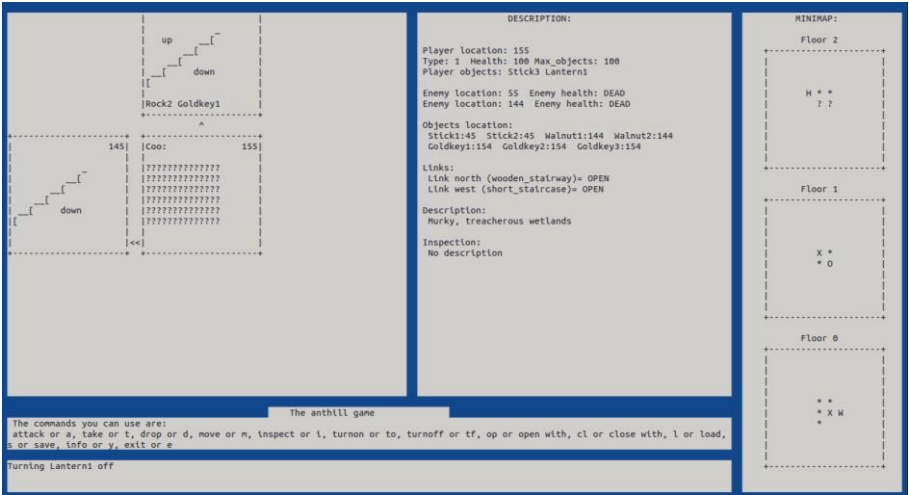 up
down
Rock2 Goldkey1
^
145
down
Coo: 155
??????????????
??????????????
??????????????
??????????????
??????????????
??????????????
<<
DESCRIPTION:
Player location: 155
Type: 1 Health: 100 Max_objects: 100
Player objects: Stick3 Lantern1
Enemy location: 55 Enemy health: DEAD
Enemy location: 144 Enemy health: DEAD
Objects location:
Stick1:45 Stick2:45 Walnut1:144 Walnut2:144
Goldkey1:154 Goldkey2:154 Goldkey3:154
Links:
Link north (wooden_stairway)= OPEN
Link west (short_staircase)= OPEN
Description:
Murky, treacherous wetlands
Inspection:
No description
MINIMAP:
Floor 2
H * *
? ?
Floor 1
X *
* O
Floor 0
* *
* X W
*
The anthill game
The commands you can use are:
attack or a, take or t, drop or d, move or m, inspect or i, turnon or to, turnoff or tf, op or open with, cl or close with, l or load,
s or save, info or y, exit or e
Turning Lantern1 off